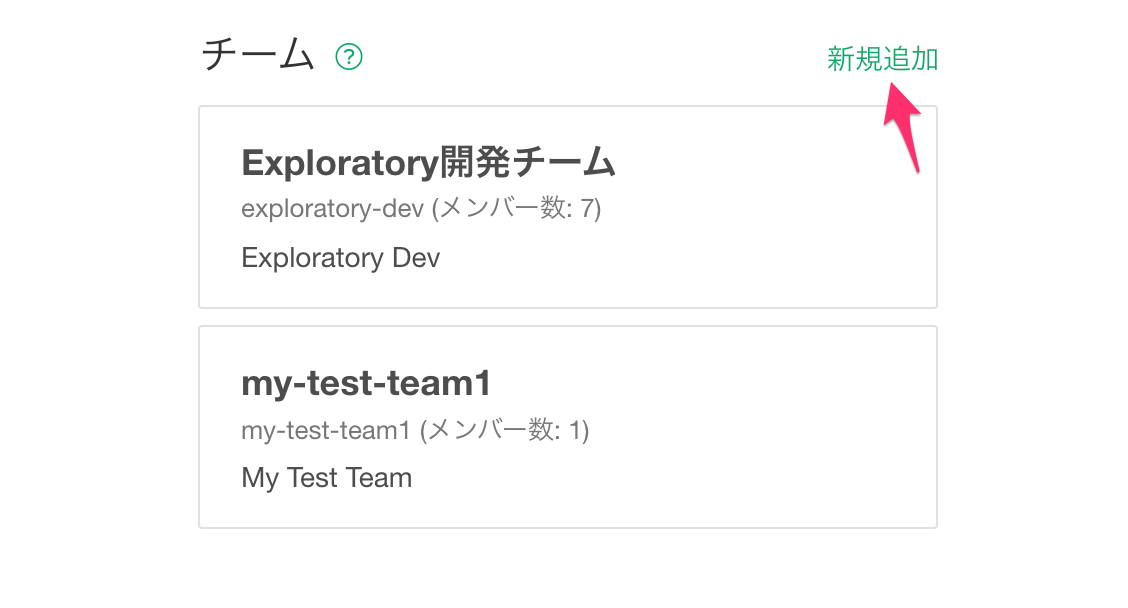 チーム ?
新規追加
Exploratory開発チーム
exploratory-dev (メンバー数: 7)
Exploratory Dev
my-test-team1
my-test-team1 (メンバー数: 1)
My Test Team